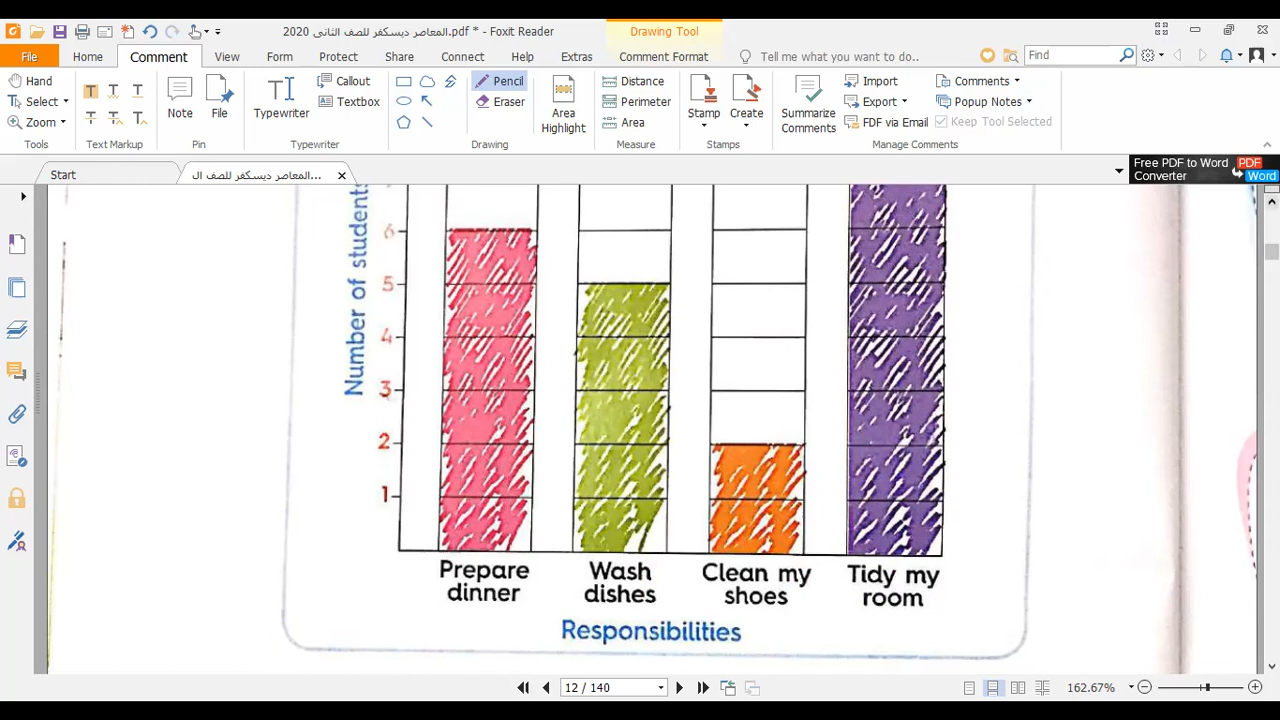 المعاصر ديسكفر للصف الثانى 2020.pdf * - Foxit Reader
Drawing Tool
File
Home
Comment
View
Form
Protect
Share
Connect
Help
Extras
Comment Format
Tell me what you want to do..
Find
Hand
Select
Zoom
Tools
Text Markup
Note
File
Pin
Typewriter
Callout
Textbox
Typewriter
Pencil
Eraser
Drawing
Area
Highlight
Distance
Perimeter
Area
Measure
Stamp
Create
Stamps
Summarize
Comments
Import
Export
FDF via Email
Comments
Popup Notes
Keep Tool Selected
Manage Comments
Start
المعاصر ديسكفر للصف ال...
Free PDF to Word
Converter
PDF
Word
Number of students
6
5
4
3
2
1
Prepare
dinner
Wash
dishes
Clean my
shoes
Tidy my
room
Responsibilities
12 / 140
162.67%